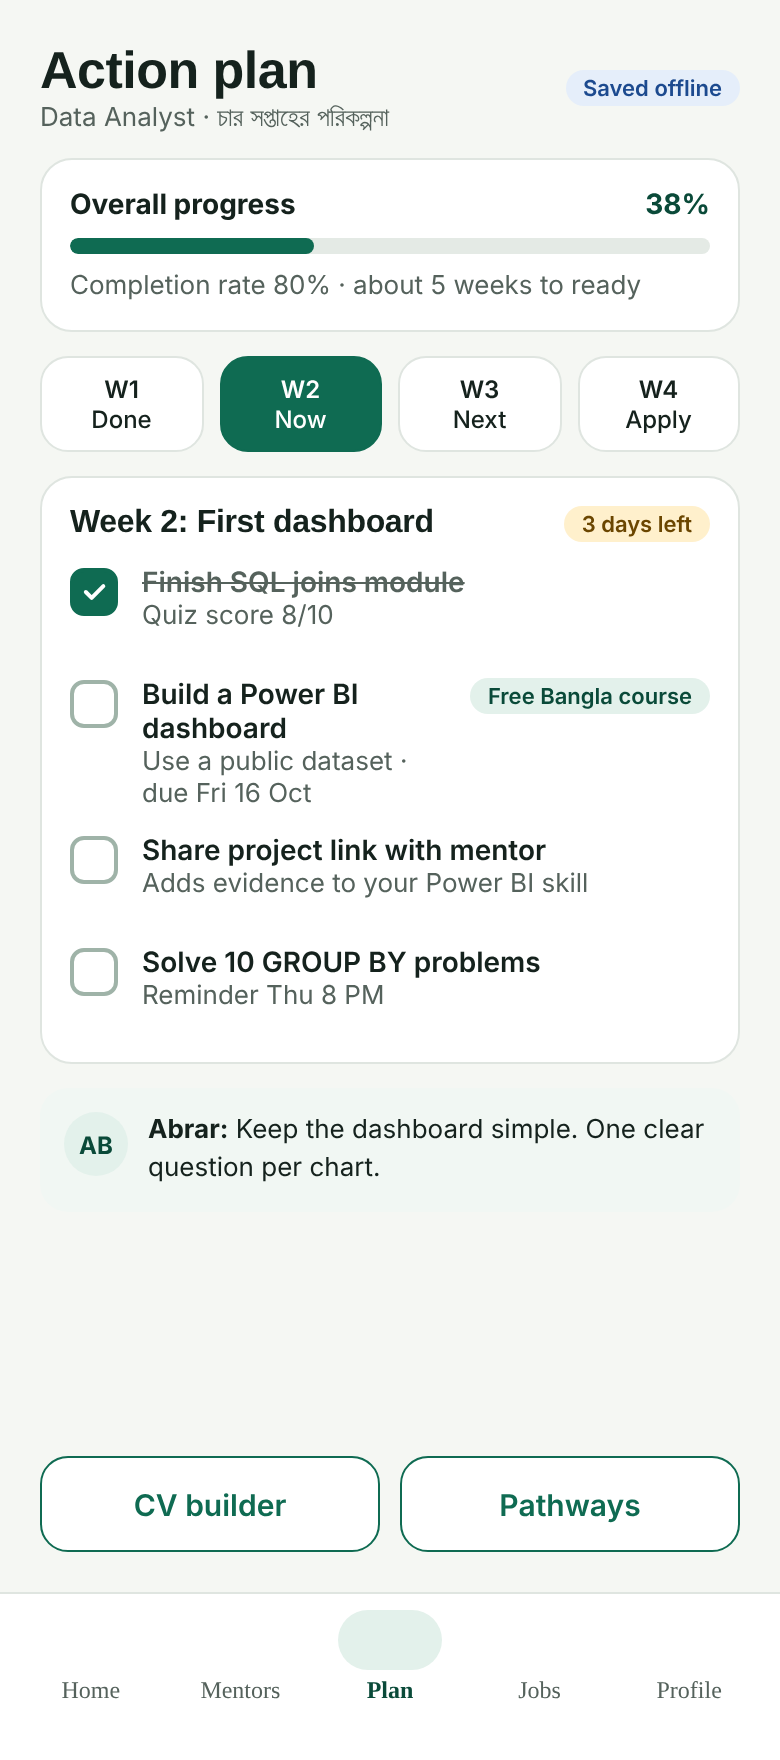 Action plan
Saved offline
Data Analyst · চার সপ্তাহের পরিকল্পনা
Overall progress 38%
Completion rate 80% · about 5 weeks to ready
W1 W2 W3 W4
Done Now Next Apply
Week 2: First dashboard 3 days left
Finish SQL joins module
Quiz score 8/10
Build a Power BI Free Bangla course
dashboard
Use a public dataset ·
due Fri 16 Oct
Share project link with mentor
Adds evidence to your Power BI skill
Solve 10 GROUP BY problems
Reminder Thu 8 PM
AB
Abrar: Keep the dashboard simple. One clear
question per chart.
CV builder Pathways
Home Mentors Plan Jobs Profile